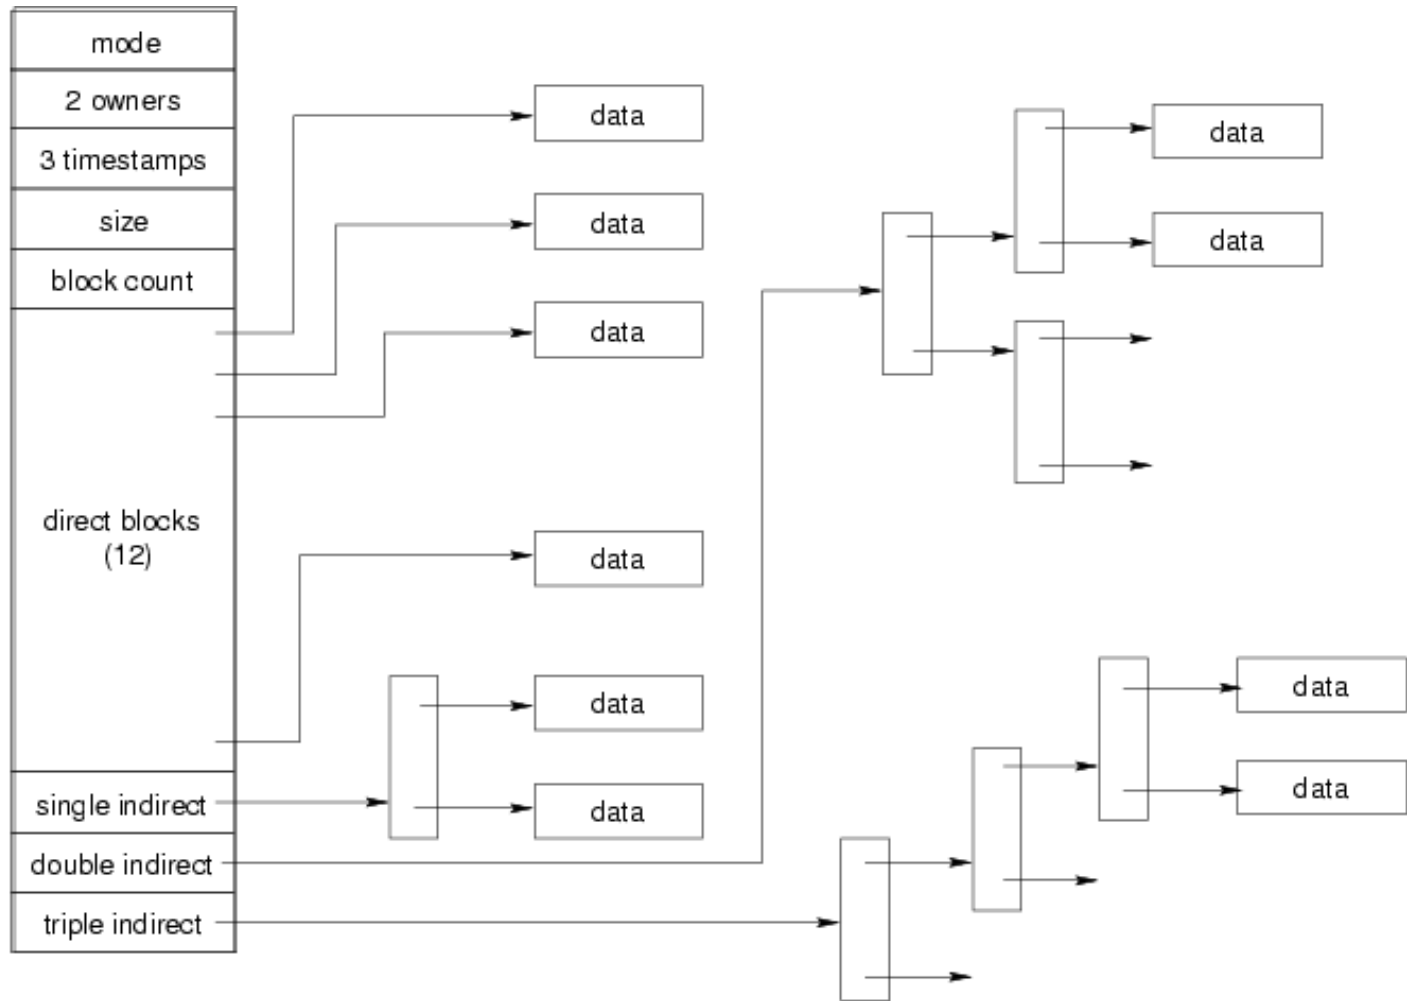 mode
2 owners
3 timestamps
size
block count
direct blocks
(12)
single indirect
double indirect
triple indirect
data
data
data
data
data
data
data
data
data
data